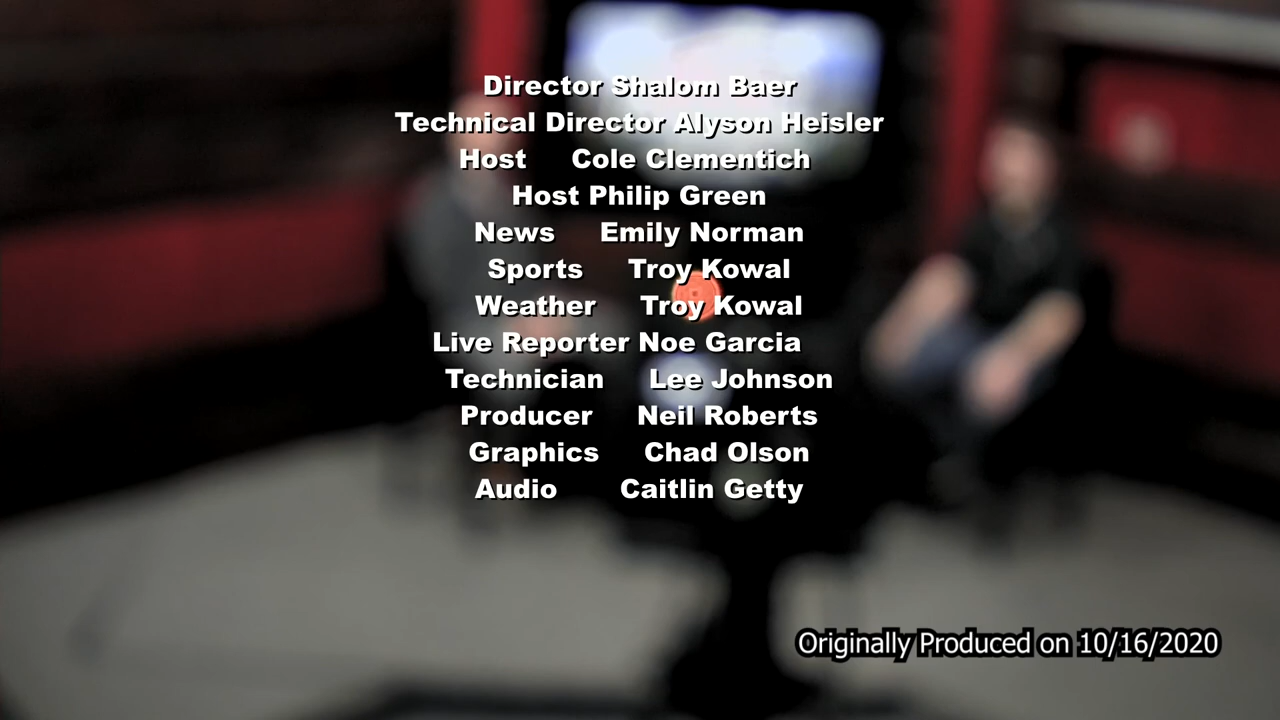 Director Shalom Baer
Technical Director Alyson Heisler
Host Cole Clementich
Host Philip Green
News Emily Norman
Sports Troy Kowal
Weather Troy Kowal
Live Reporter Noe Garcia
Technician Lee Johnson
Producer Neil Roberts
Graphics Chad Olson
Audio Caitlin Getty
Originally Produced on 10/16/2020